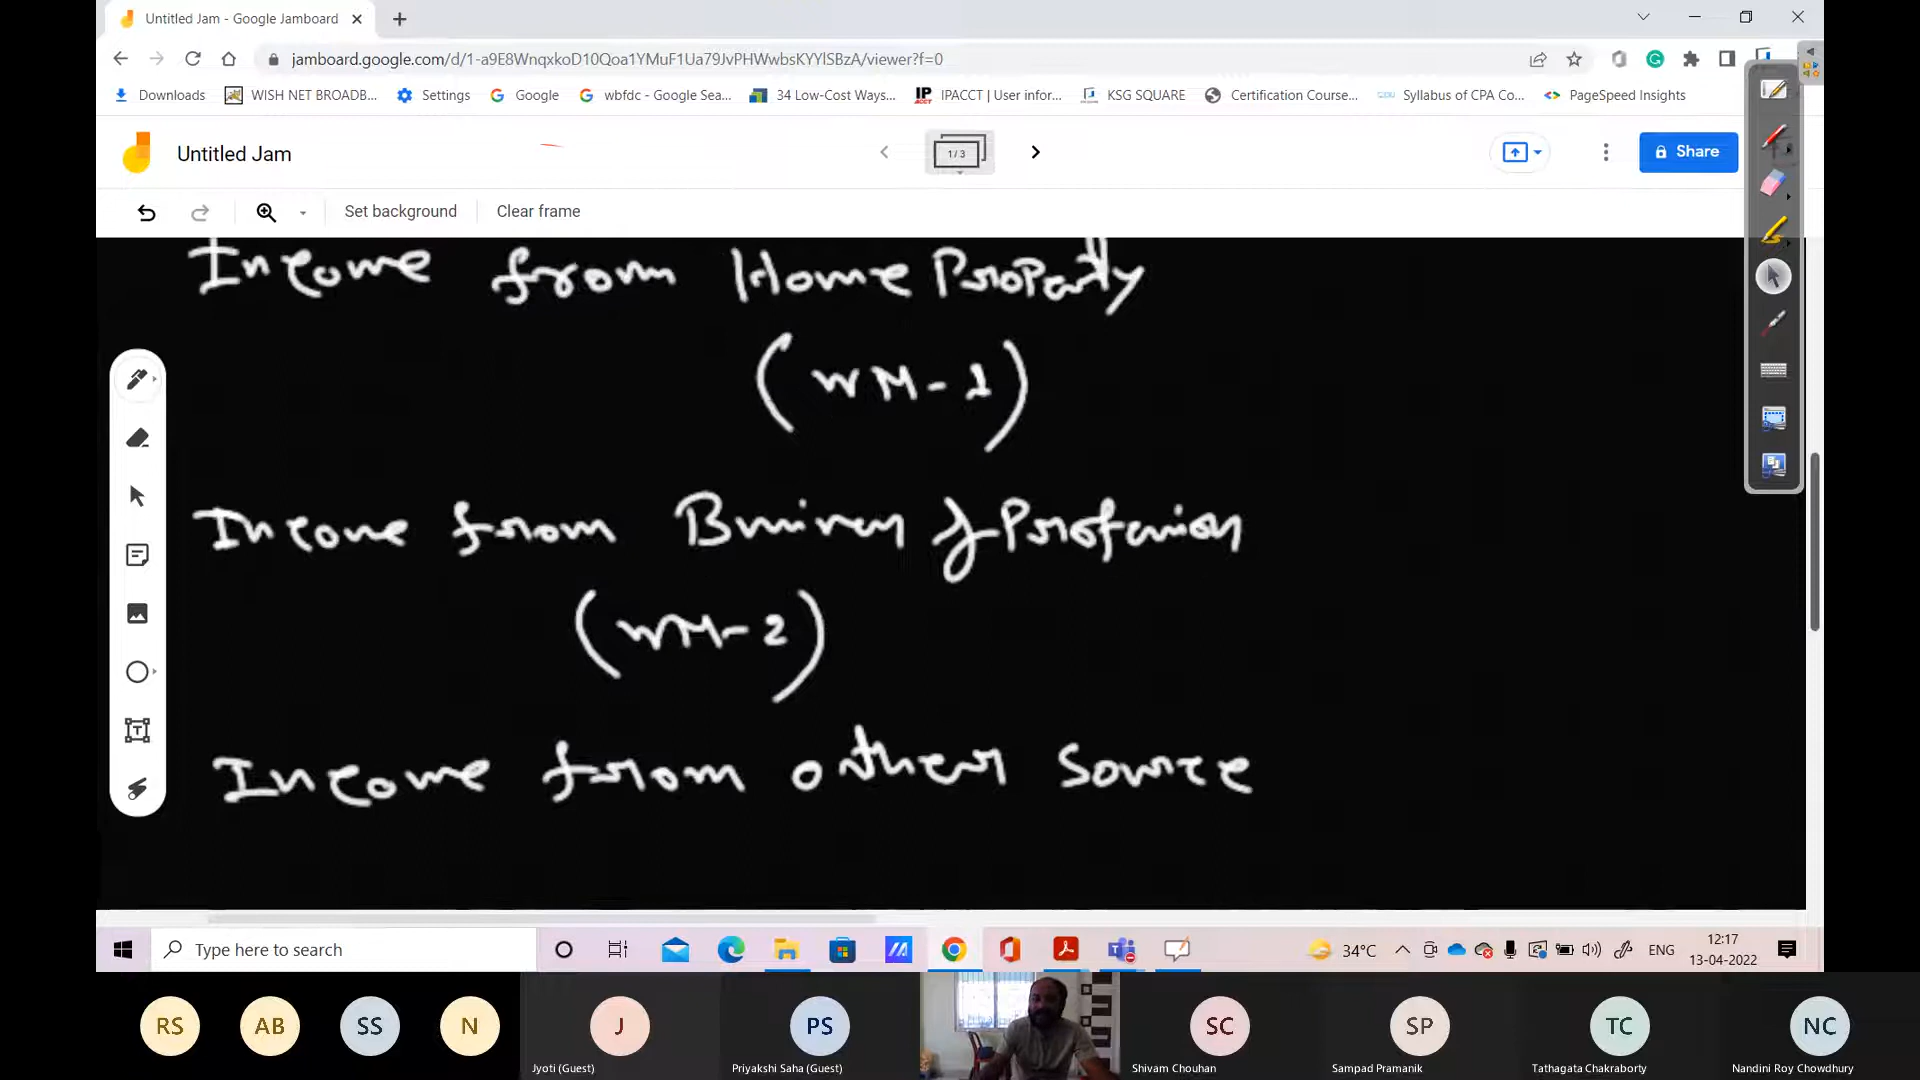 Untitled Jam - Google Jamboard
jamboard.google.com/d/1-a9E8WnqxkoD10Qoa1YMuF1Ua79JvPHWwbsKYYlSBzA/viewer?f=0
Downloads WISH NET BROADB... Settings Google wbfdc - Google Sea... 34 Low-Cost Ways... IPACCT | User infor... KSG SQUARE Certification Course... Syllabus of CPA Co... PageSpeed Insights
Untitled Jam 1 / 3 Share
Set background Clear frame
Income from Home Property
(WM-1)
Income from Business & Profession
(WM-2)
Income from other Source
Type here to search 34°C ENG 12:17
13-04-2022
RS AB SS N J PS SC SP TC NC
Jyoti (Guest) Priyakshi Saha (Guest) Shivam Chouhan Sampad Pramanik Tathagata Chakraborty Nandini Roy Chowdhury